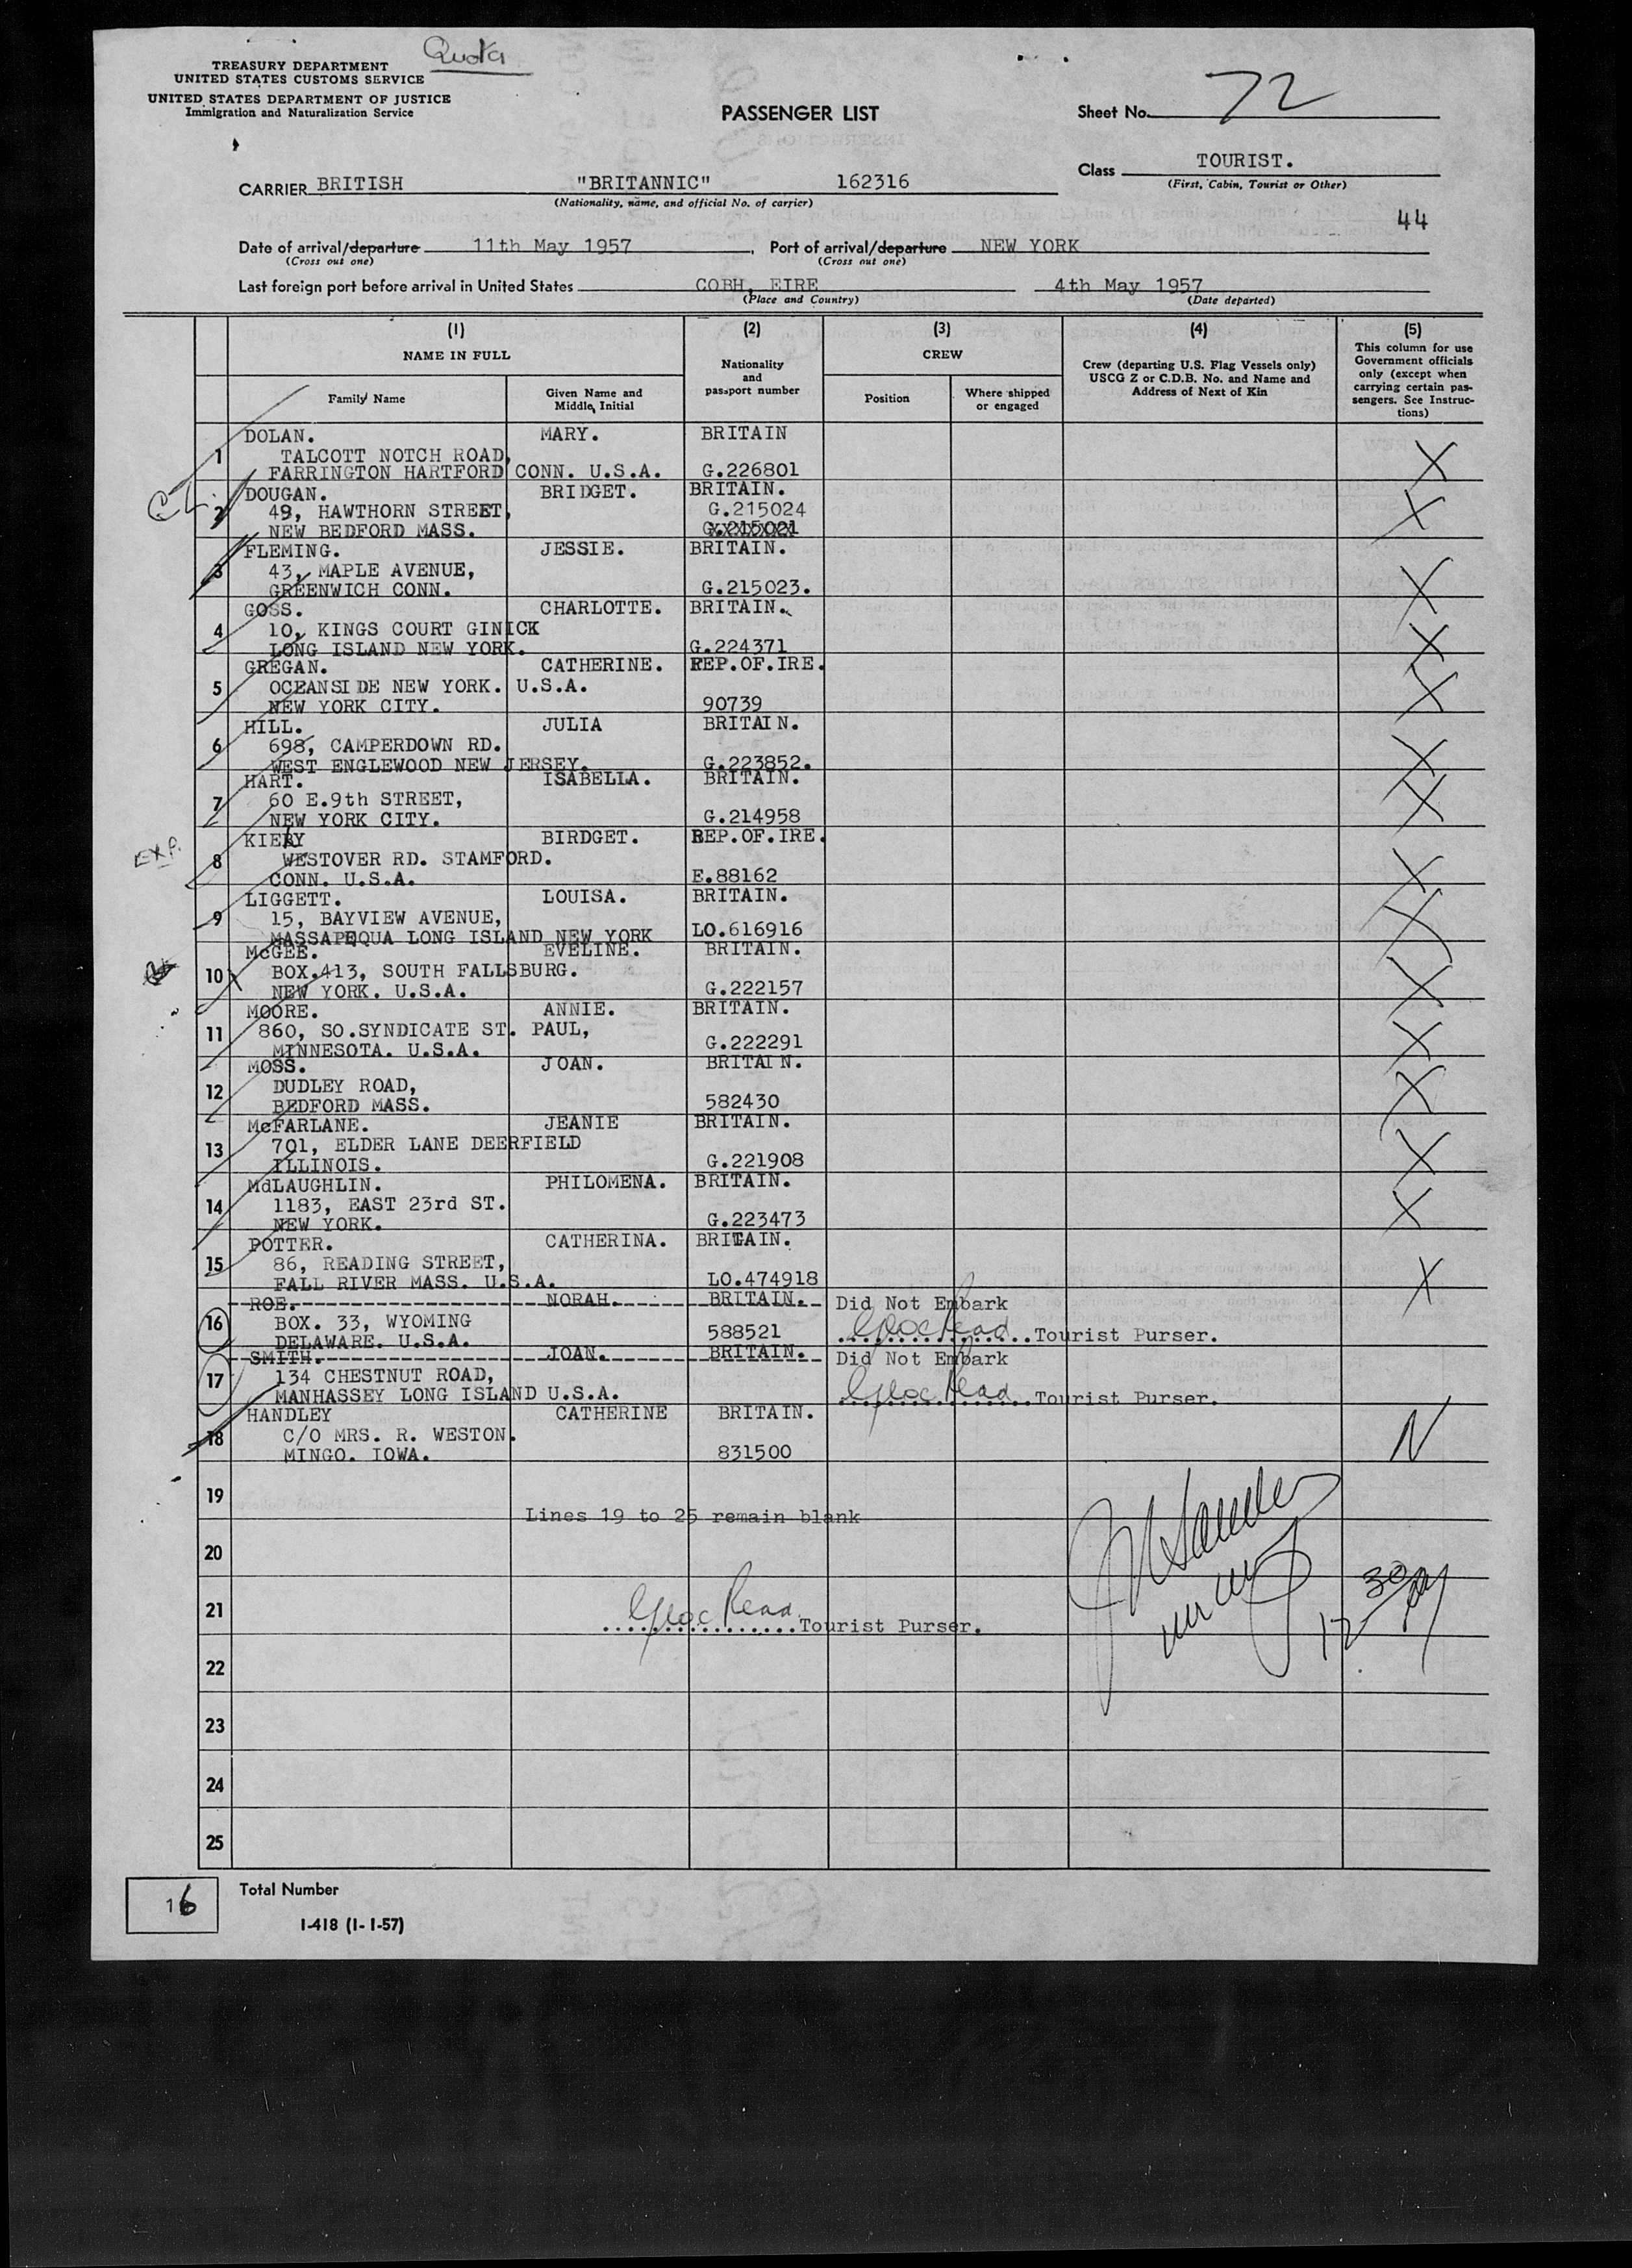 Quota
TREASURY DEPARTMENT
UNITED STATES CUSTOMS SERVICE
UNITED STATES DEPARTMENT OF JUSTICE
Immigration and Naturalization Service
PASSENGER LIST
Sheet No. 72
Class TOURIST.
(First, Cabin, Tourist or Other)
CARRIER BRITISH "BRITANNIC" 162316
(Nationality, name, and official No. of carrier)
44
Date of arrival/departure 11th May 1957, Port of arrival/departure NEW YORK
(Cross out one) (Cross out one)
Last foreign port before arrival in United States COBH, EIRE 4th May 1957
(Place and Country) (Date departed)
(1) (2) (3) (4) (5)
NAME IN FULL
Nationality and passport number
CREW
Crew (departing U.S. Flag Vessels only) USCG Z or C.D.B. No. and Name and Address of Next of Kin
This column for use Government officials only (except when carrying certain passengers. See Instructions)
Family Name Given Name and Middle Initial Position Where shipped or engaged
1 DOLAN. MARY. BRITAIN X
TALCOTT NOTCH ROAD,
FARRINGTON HARTFORD CONN. U.S.A. G.226801
2 DOUGAN. BRIDGET. BRITAIN. X
49, HAWTHORN STREET, G.215024
NEW BEDFORD MASS. G.215021
3 FLEMING. JESSIE. BRITAIN. X
43, MAPLE AVENUE,
GREENWICH CONN. G.215023.
4 GOSS. CHARLOTTE. BRITAIN. X
10, KINGS COURT GINICK
LONG ISLAND NEW YORK. G.224371
5 GREGAN. CATHERINE. REP.OF.IRE. X
OCEANSIDE NEW YORK. U.S.A.
NEW YORK CITY. 90739
6 HILL. JULIA BRITAIN. X
698, CAMPERDOWN RD.
WEST ENGLEWOOD NEW JERSEY. G.223852.
7 HART. ISABELLA. BRITAIN. X
60 E.9th STREET,
NEW YORK CITY. G.214958
EXP.
8 BIRDGET. REP.OF.IRE. X
WESTOVER RD. STAMFORD.
CONN. U.S.A. E.88162
9 LIGGETT. LOUISA. BRITAIN. X
15, BAYVIEW AVENUE,
MASSAPEQUA LONG ISLAND NEW YORK LO.616916
10 McGEE. EVELINE. BRITAIN. X
BOX.413, SOUTH FALLSBURG.
NEW YORK. U.S.A. G.222157
11 MOORE. ANNIE. BRITAIN. X
860, SO.SYNDICATE ST. PAUL,
MINNESOTA. U.S.A. G.222291
12 MOSS. JOAN. BRITAIN. X
DUDLEY ROAD,
BEDFORD MASS. 582430
13 McFARLANE. JEANIE BRITAIN. X
701, ELDER LANE DEERFIELD
ILLINOIS. G.221908
14 McLAUGHLIN. PHILOMENA. BRITAIN. X
1183, EAST 23rd ST.
NEW YORK. G.223473
15 POTTER. CATHERINA. BRITAIN. X
86, READING STREET,
FALL RIVER MASS. U.S.A. LO.474918
16 ROE. NORAH. BRITAIN. Did Not Embark
BOX. 33, WYOMING
DELAWARE. U.S.A. 588521 Tourist Purser.
17 SMITH. JOAN. BRITAIN. Did Not Embark
134 CHESTNUT ROAD,
MANHASSEY LONG ISLAND U.S.A. Tourist Purser.
18 HANDLEY CATHERINE BRITAIN. N
C/O MRS. R. WESTON.
MINGO. IOWA. 831500
19
Lines 19 to 25 remain blank
20
21
Tourist Purser.
22
23
24
25
16 Total Number
I-418 (1-1-57)